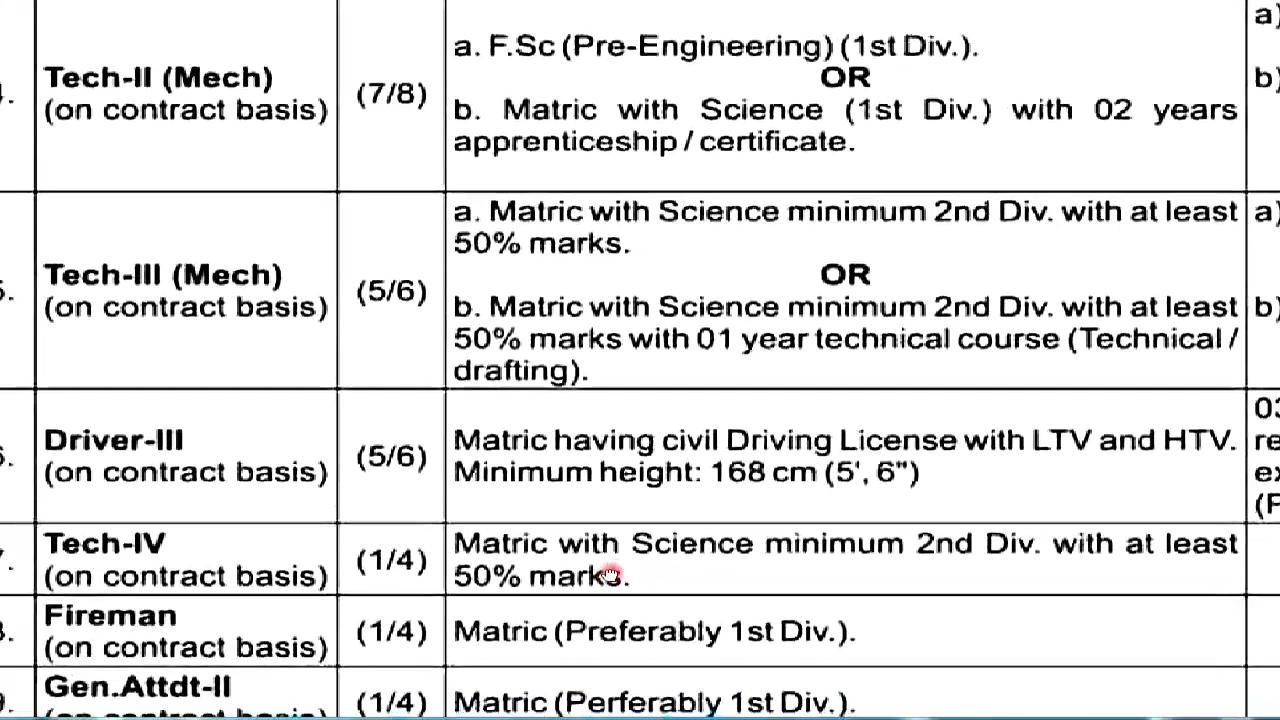 a)
a. F.Sc (Pre-Engineering) (1st Div.).
Tech-II (Mech)
OR
b)
(on contract basis)
(7/8)
b. Matric with Science (1st Div.) with 02 years
apprenticeship / certificate.
a. Matric with Science minimum 2nd Div. with at least
a)
50% marks.
Tech-III (Mech)
OR
(on contract basis)
(5/6)
b. Matric with Science minimum 2nd Div. with at least
b)
50% marks with 01 year technical course (Technical /
drafting).
Driver-III
(on contract basis)
(5/6)
Matric having civil Driving License with LTV and HTV.
Minimum height: 168 cm (5', 6")
Tech-IV
(on contract basis)
(1/4)
Matric with Science minimum 2nd Div. with at least
50% marks.
Fireman
(on contract basis)
(1/4)
Matric (Preferably 1st Div.).
Gen.Attdt-II
(on contract basis)
(1/4)
Matric (Perferably 1st Div.).